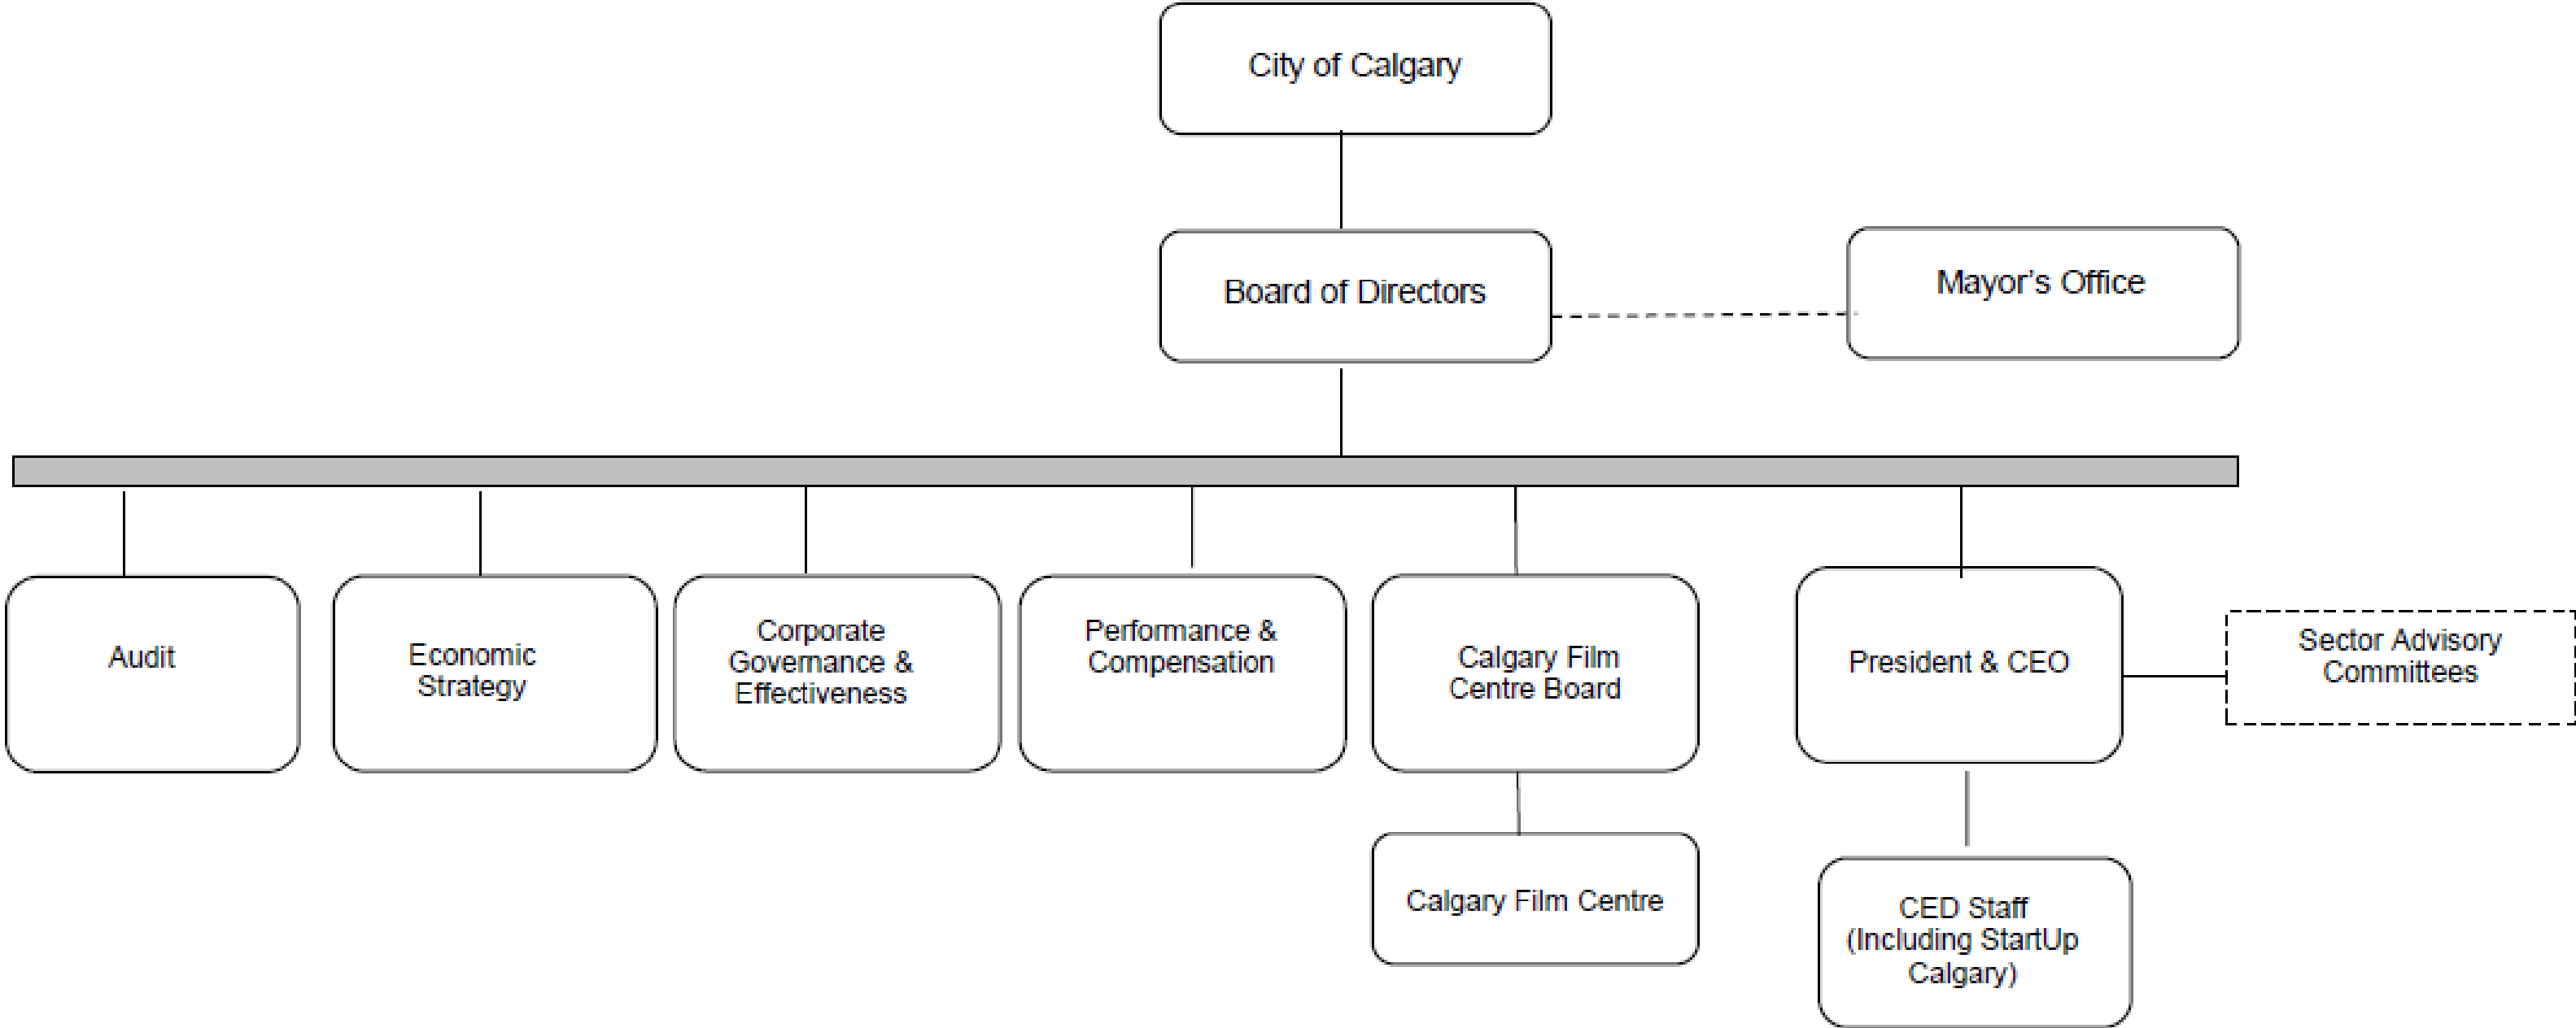 City of Calgary
Board of Directors
Mayor’s Office
Audit
Economic
Strategy
Corporate
Governance &
Effectiveness
Performance &
Compensation
Calgary Film
Centre Board
President & CEO
Sector Advisory
Committees
Calgary Film Centre
CED Staff
(Including StartUp
Calgary)